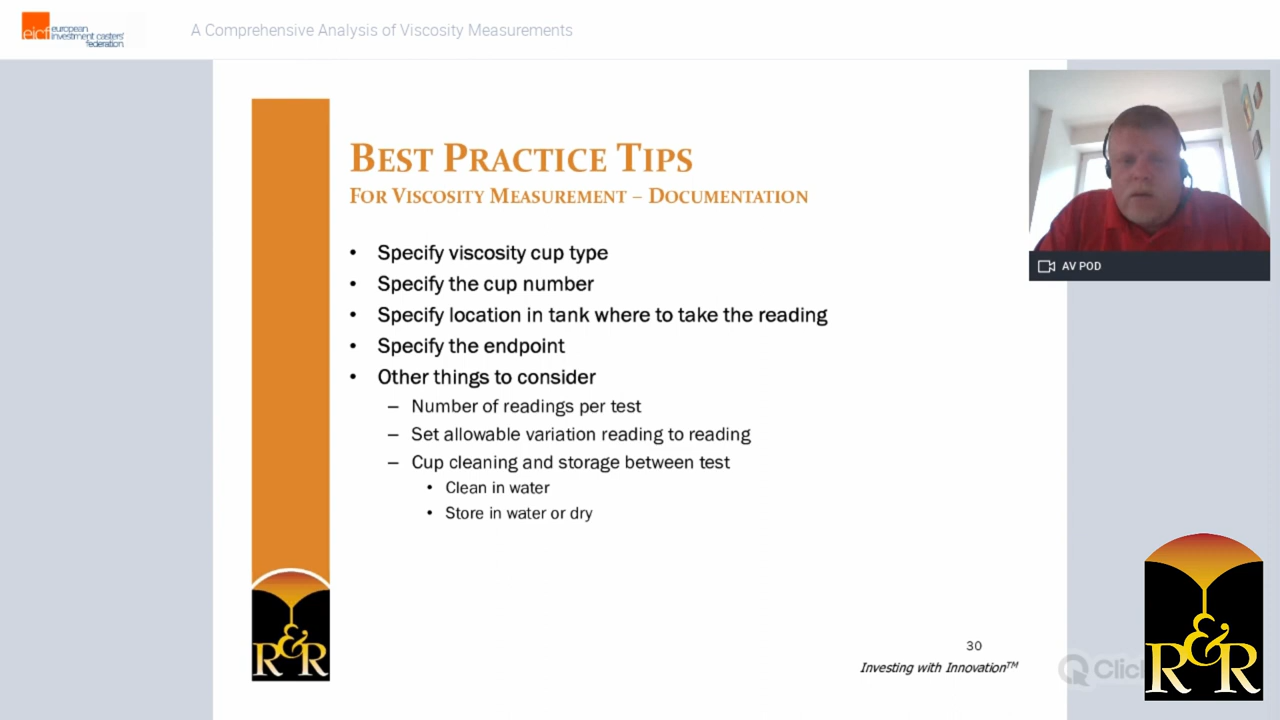 eicf european
investment casters'
federation.
A Comprehensive Analysis of Viscosity Measurements
BEST PRACTICE TIPS
FOR VISCOSITY MEASUREMENT – DOCUMENTATION
• Specify viscosity cup type
• Specify the cup number
• Specify location in tank where to take the reading
• Specify the endpoint
• Other things to consider
– Number of readings per test
– Set allowable variation reading to reading
– Cup cleaning and storage between test
• Clean in water
• Store in water or dry
AV POD
R&R
30
Investing with Innovation™
Click
R&R